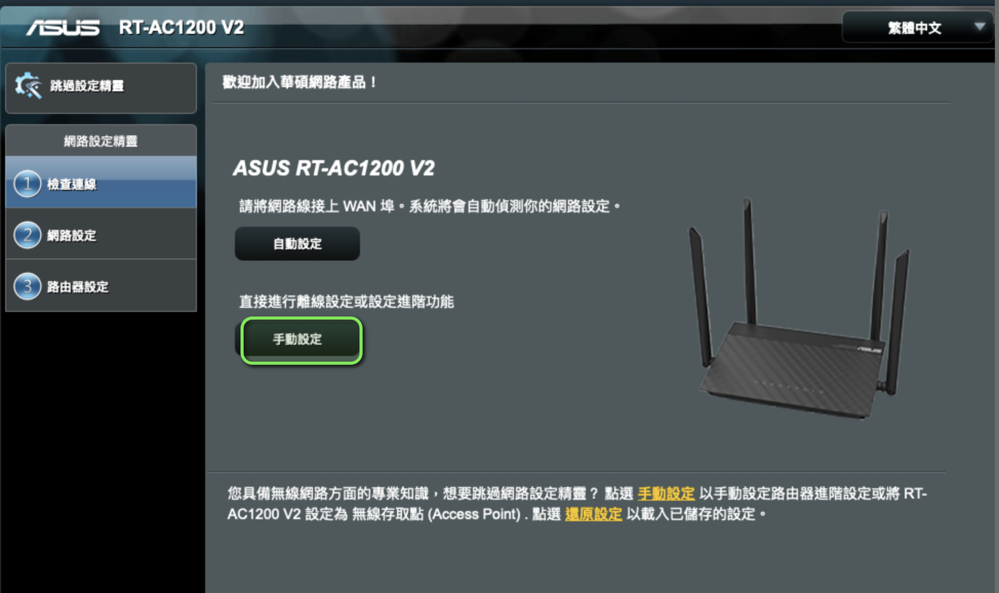 ASUS RT-AC1200 V2
繁體中文
跳過設定精靈
網路設定精靈
1 檢查連線
2 網路設定
3 路由器設定
歡迎加入華碩網路產品！
ASUS RT-AC1200 V2
請將網路線接上 WAN 埠。系統將會自動偵測你的網路設定。
自動設定
直接進行離線設定或設定進階功能
手動設定
ASUS
您具備無線網路方面的專業知識，想要跳過網路設定精靈？ 點選 手動設定 以手動設定路由器進階設定或將 RT-
AC1200 V2 設定為 無線存取點 (Access Point) . 點選 還原設定 以載入已儲存的設定。